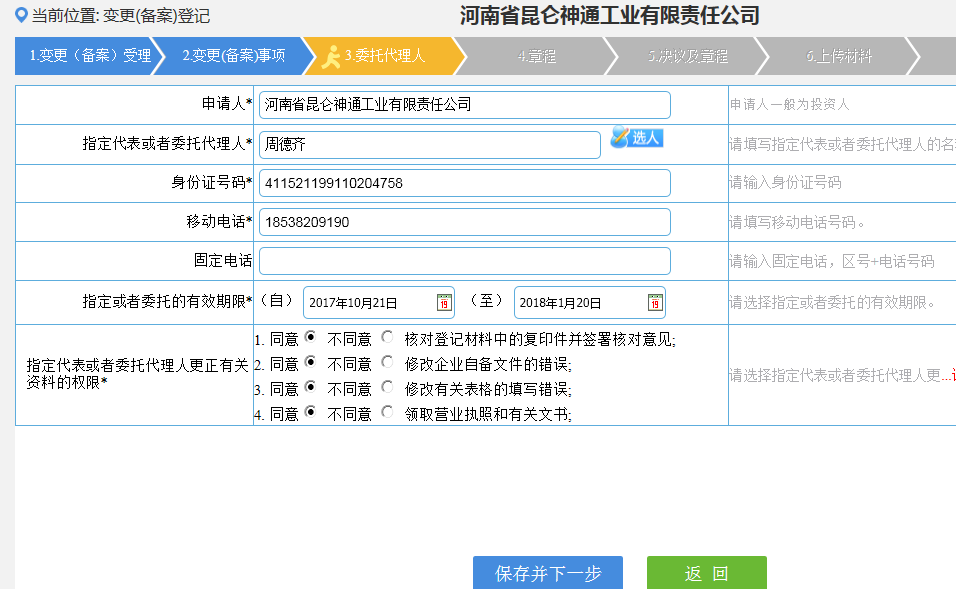 当前位置: 变更(备案)登记
河南省昆仑神通工业有限责任公司
1.变更（备案）受理
2.变更(备案)事项
3.委托代理人
4.章程
5.决议及章程
6.上传材料
申请人*
河南省昆仑神通工业有限责任公司
申请人一般为投资人
指定代表或者委托代理人*
周德齐
选人
请填写指定代表或者委托代理人的名
身份证号码*
411521199110204758
请输入身份证号码
移动电话*
18538209190
请填写移动电话号码。
固定电话
请输入固定电话，区号+电话号码
指定或者委托的有效期限*
（自）
2017年10月21日
19
（至）
2018年1月20日
19
请选择指定或者委托的有效期限。
指定代表或者委托代理人更正有关
资料的权限*
1. 同意 不同意 核对登记材料中的复印件并签署核对意见;
2. 同意 不同意 修改企业自备文件的错误;
3. 同意 不同意 修改有关表格的填写错误;
4. 同意 不同意 领取营业执照和有关文书;
请选择指定代表或者委托代理人更...
保存并下一步
返 回